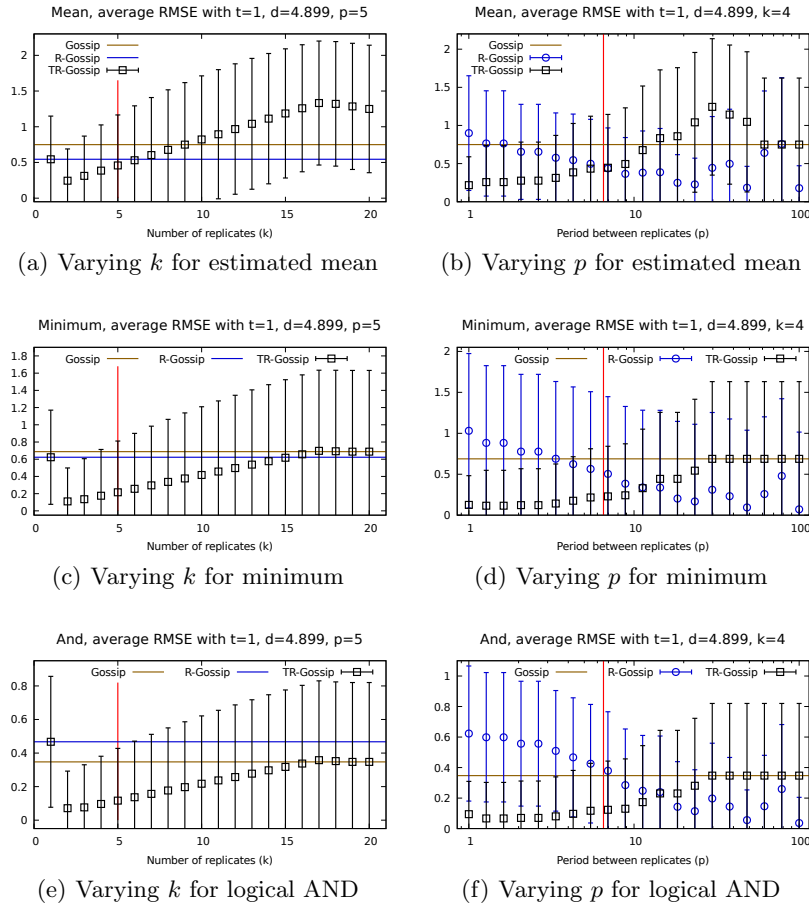 Mean, average RMSE with t=1, d=4.899, p=5
Gossip
R-Gossip
TR-Gossip
2
1.5
1
0.5
0
0 5 10 15 20
Number of replicates (k)
(a) Varying k for estimated mean
Mean, average RMSE with t=1, d=4.899, k=4
Gossip
R-Gossip
TR-Gossip
2
1.5
1
0.5
0
1 10 100
Period between replicates (p)
(b) Varying p for estimated mean
Minimum, average RMSE with t=1, d=4.899, p=5
Gossip R-Gossip TR-Gossip
1.8
1.6
1.4
1.2
1
0.8
0.6
0.4
0.2
0
0 5 10 15 20
Number of replicates (k)
(c) Varying k for minimum
Minimum, average RMSE with t=1, d=4.899, k=4
Gossip R-Gossip TR-Gossip
2
1.5
1
0.5
0
1 10 100
Period between replicates (p)
(d) Varying p for minimum
And, average RMSE with t=1, d=4.899, p=5
Gossip R-Gossip TR-Gossip
0.8
0.6
0.4
0.2
0
0 5 10 15 20
Number of replicates (k)
(e) Varying k for logical AND
And, average RMSE with t=1, d=4.899, k=4
Gossip R-Gossip TR-Gossip
1
0.8
0.6
0.4
0.2
0
1 10 100
Period between replicates (p)
(f) Varying p for logical AND